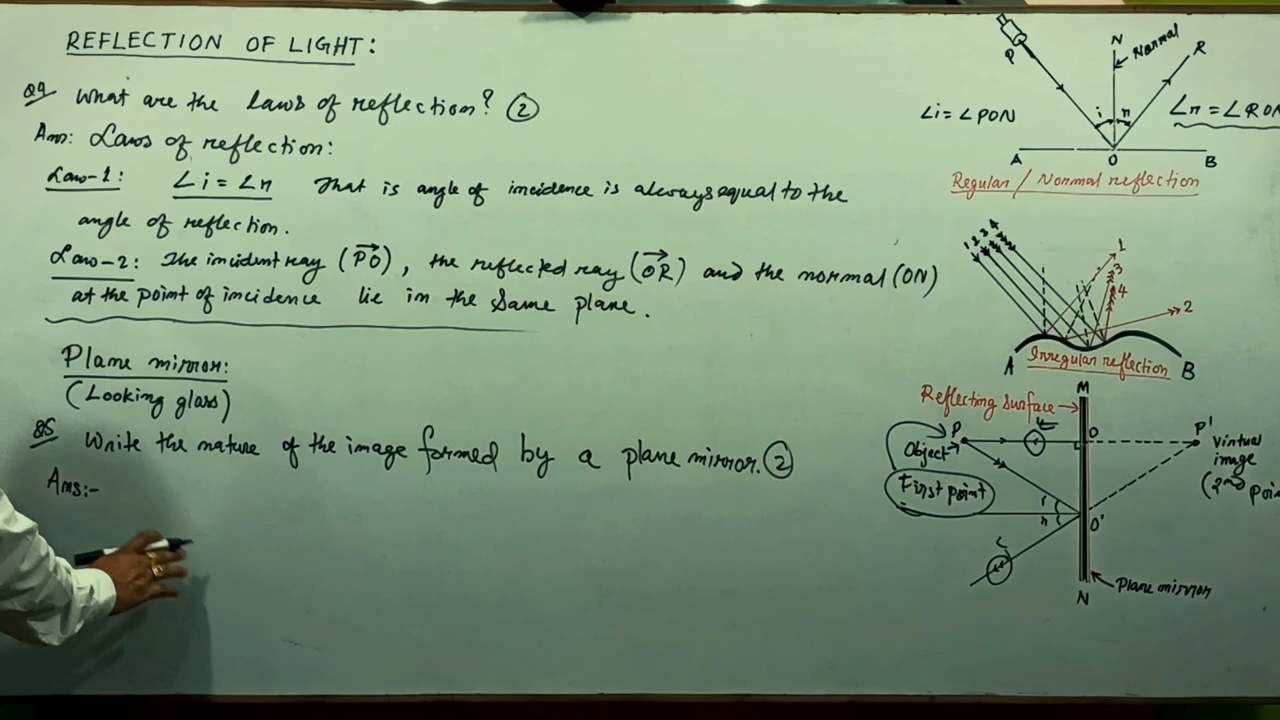 REFLECTION OF LIGHT:
Q4 What are the laws of reflection? ②
Ans: Laws of reflection:
Law-1: ∠i = ∠r That is angle of incidence is always equal to the
angle of reflection.
Law-2: The incident ray (PO→), the reflected ray (OR→) and the normal (ON)
at the point of incidence lie in the same plane.
Plane mirror:
(Looking glass)
Q5 Write the nature of the image formed by a plane mirror. ②
Ans:-
P
N
Normal
R
∠i = ∠PON
i
r
∠r = ∠RON
A
O
B
Regular / Normal reflection
1 2 3 4
1
3
4
2
A
Irregular reflection
B
M
Reflecting surface
P
O
P'
Object
virtual
image
(2nd poin
First point
i
r
O'
Plane mirror
N